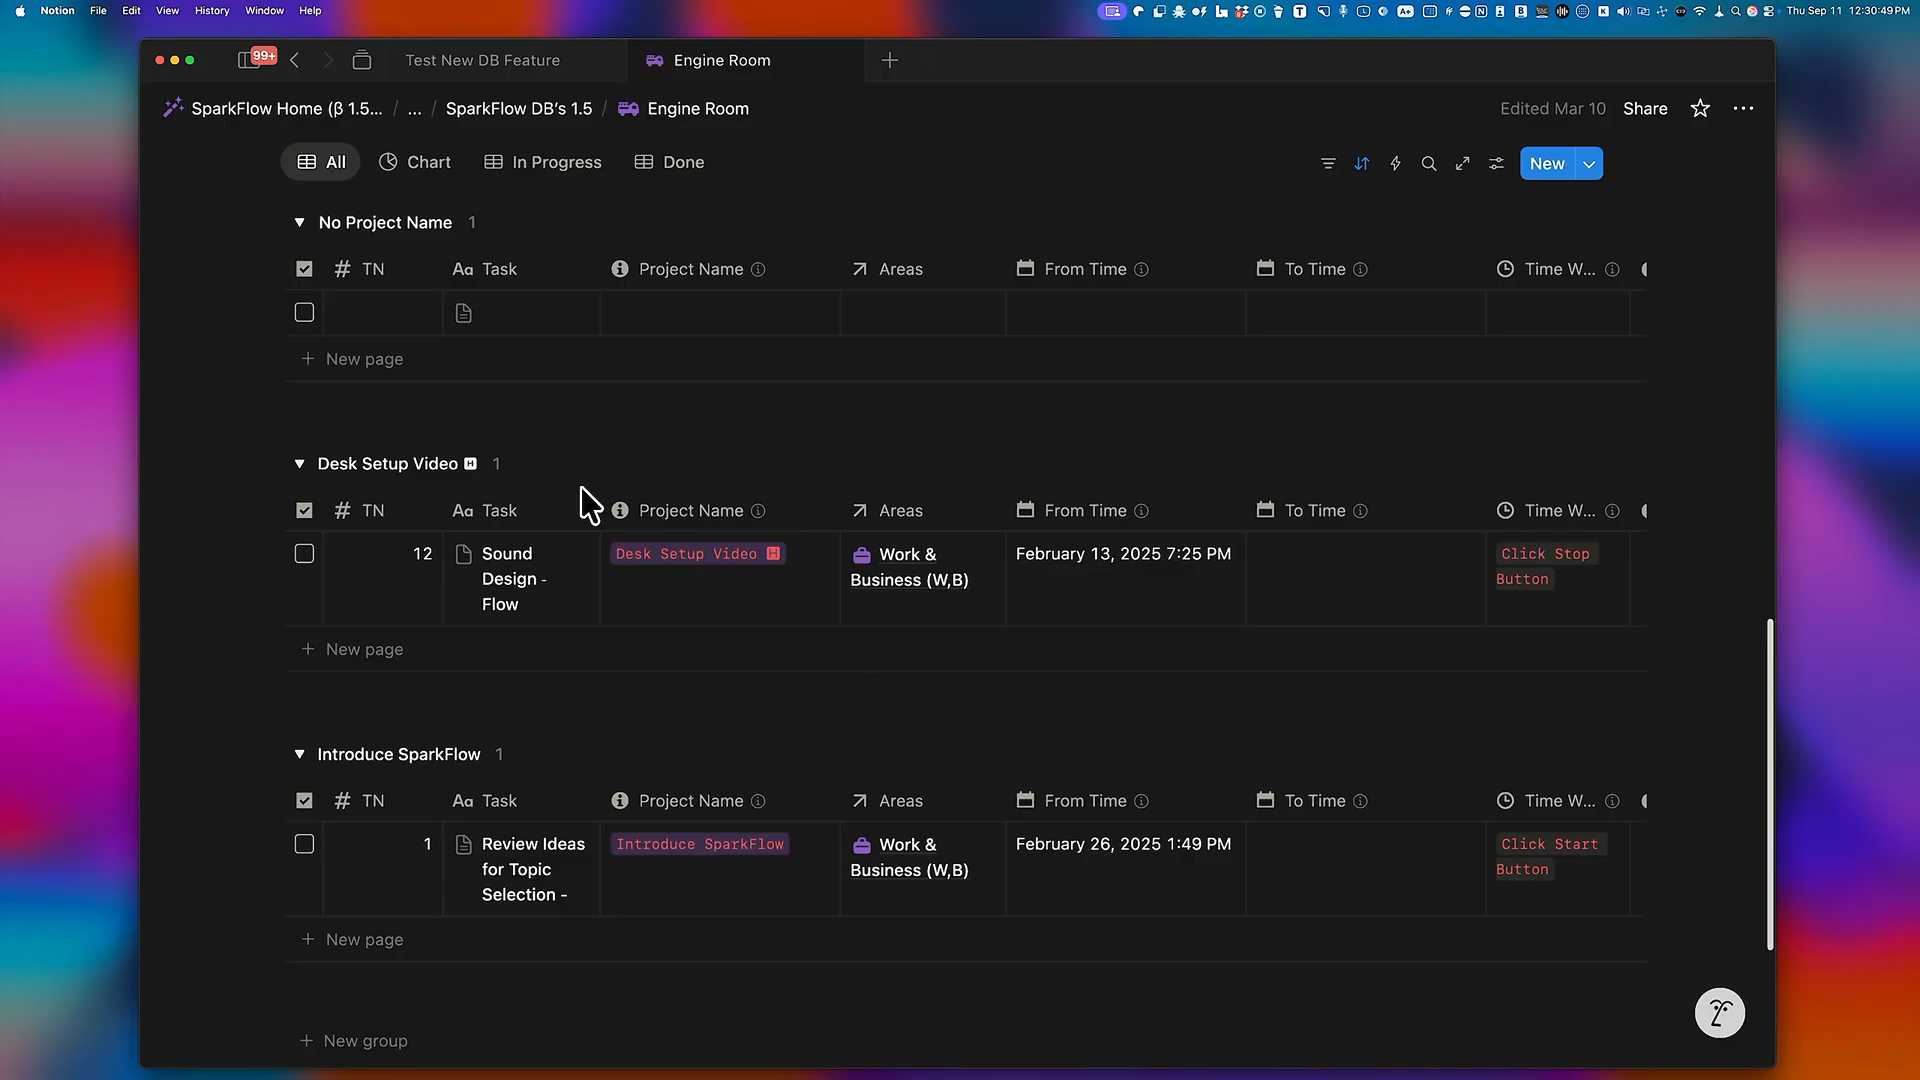 Notion File Edit View History Window Help Thu Sep 11 12:30:49 PM
99+ Test New DB Feature Engine Room
SparkFlow Home (β 1.5... / ... / SparkFlow DB's 1.5 / Engine Room Edited Mar 10 Share
All Chart In Progress Done New
No Project Name 1
# TN Aa Task Project Name Areas From Time To Time Time W...
+ New page
Desk Setup Video H 1
# TN Aa Task Project Name Areas From Time To Time Time W...
12 Sound Desk Setup Video H Work & February 13, 2025 7:25 PM Click Stop
Design - Business (W,B) Button
Flow
+ New page
Introduce SparkFlow 1
# TN Aa Task Project Name Areas From Time To Time Time W...
1 Review Ideas Introduce SparkFlow Work & February 26, 2025 1:49 PM Click Start
for Topic Business (W,B) Button
Selection -
+ New page
+ New group